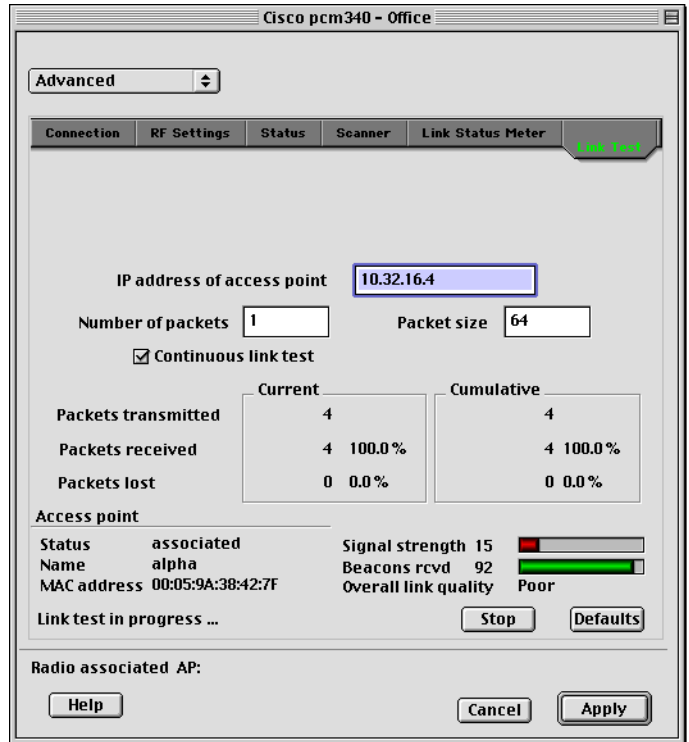 Cisco pcm340 - Office
Advanced
Connection RF Settings Status Scanner Link Status Meter Link Test
IP address of access point 10.32.16.4
Number of packets 1 Packet size 64
Continuous link test
Current Cumulative
Packets transmitted 4 4
Packets received 4 100.0% 4 100.0%
Packets lost 0 0.0% 0 0.0%
Access point
Status associated Signal strength 15
Name alpha Beacons rcvd 92
MAC address 00:05:9A:38:42:7F Overall link quality Poor
Link test in progress ... Stop Defaults
Radio associated AP:
Help Cancel Apply